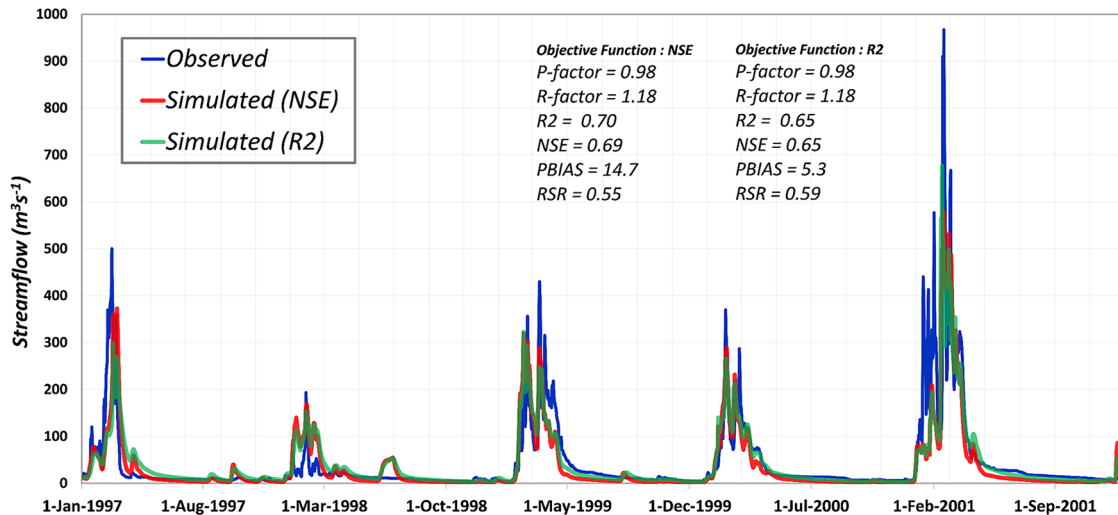 1000
900
800
700
600
500
400
300
200
100
0
Streamflow (m³s⁻¹)
Observed
Simulated (NSE)
Simulated (R2)
Objective Function : NSE
P-factor = 0.98
R-factor = 1.18
R2 = 0.70
NSE = 0.69
PBIAS = 14.7
RSR = 0.55
Objective Function : R2
P-factor = 0.98
R-factor = 1.18
R2 = 0.65
NSE = 0.65
PBIAS = 5.3
RSR = 0.59
1-Jan-1997
1-Aug-1997
1-Mar-1998
1-Oct-1998
1-May-1999
1-Dec-1999
1-Jul-2000
1-Feb-2001
1-Sep-2001